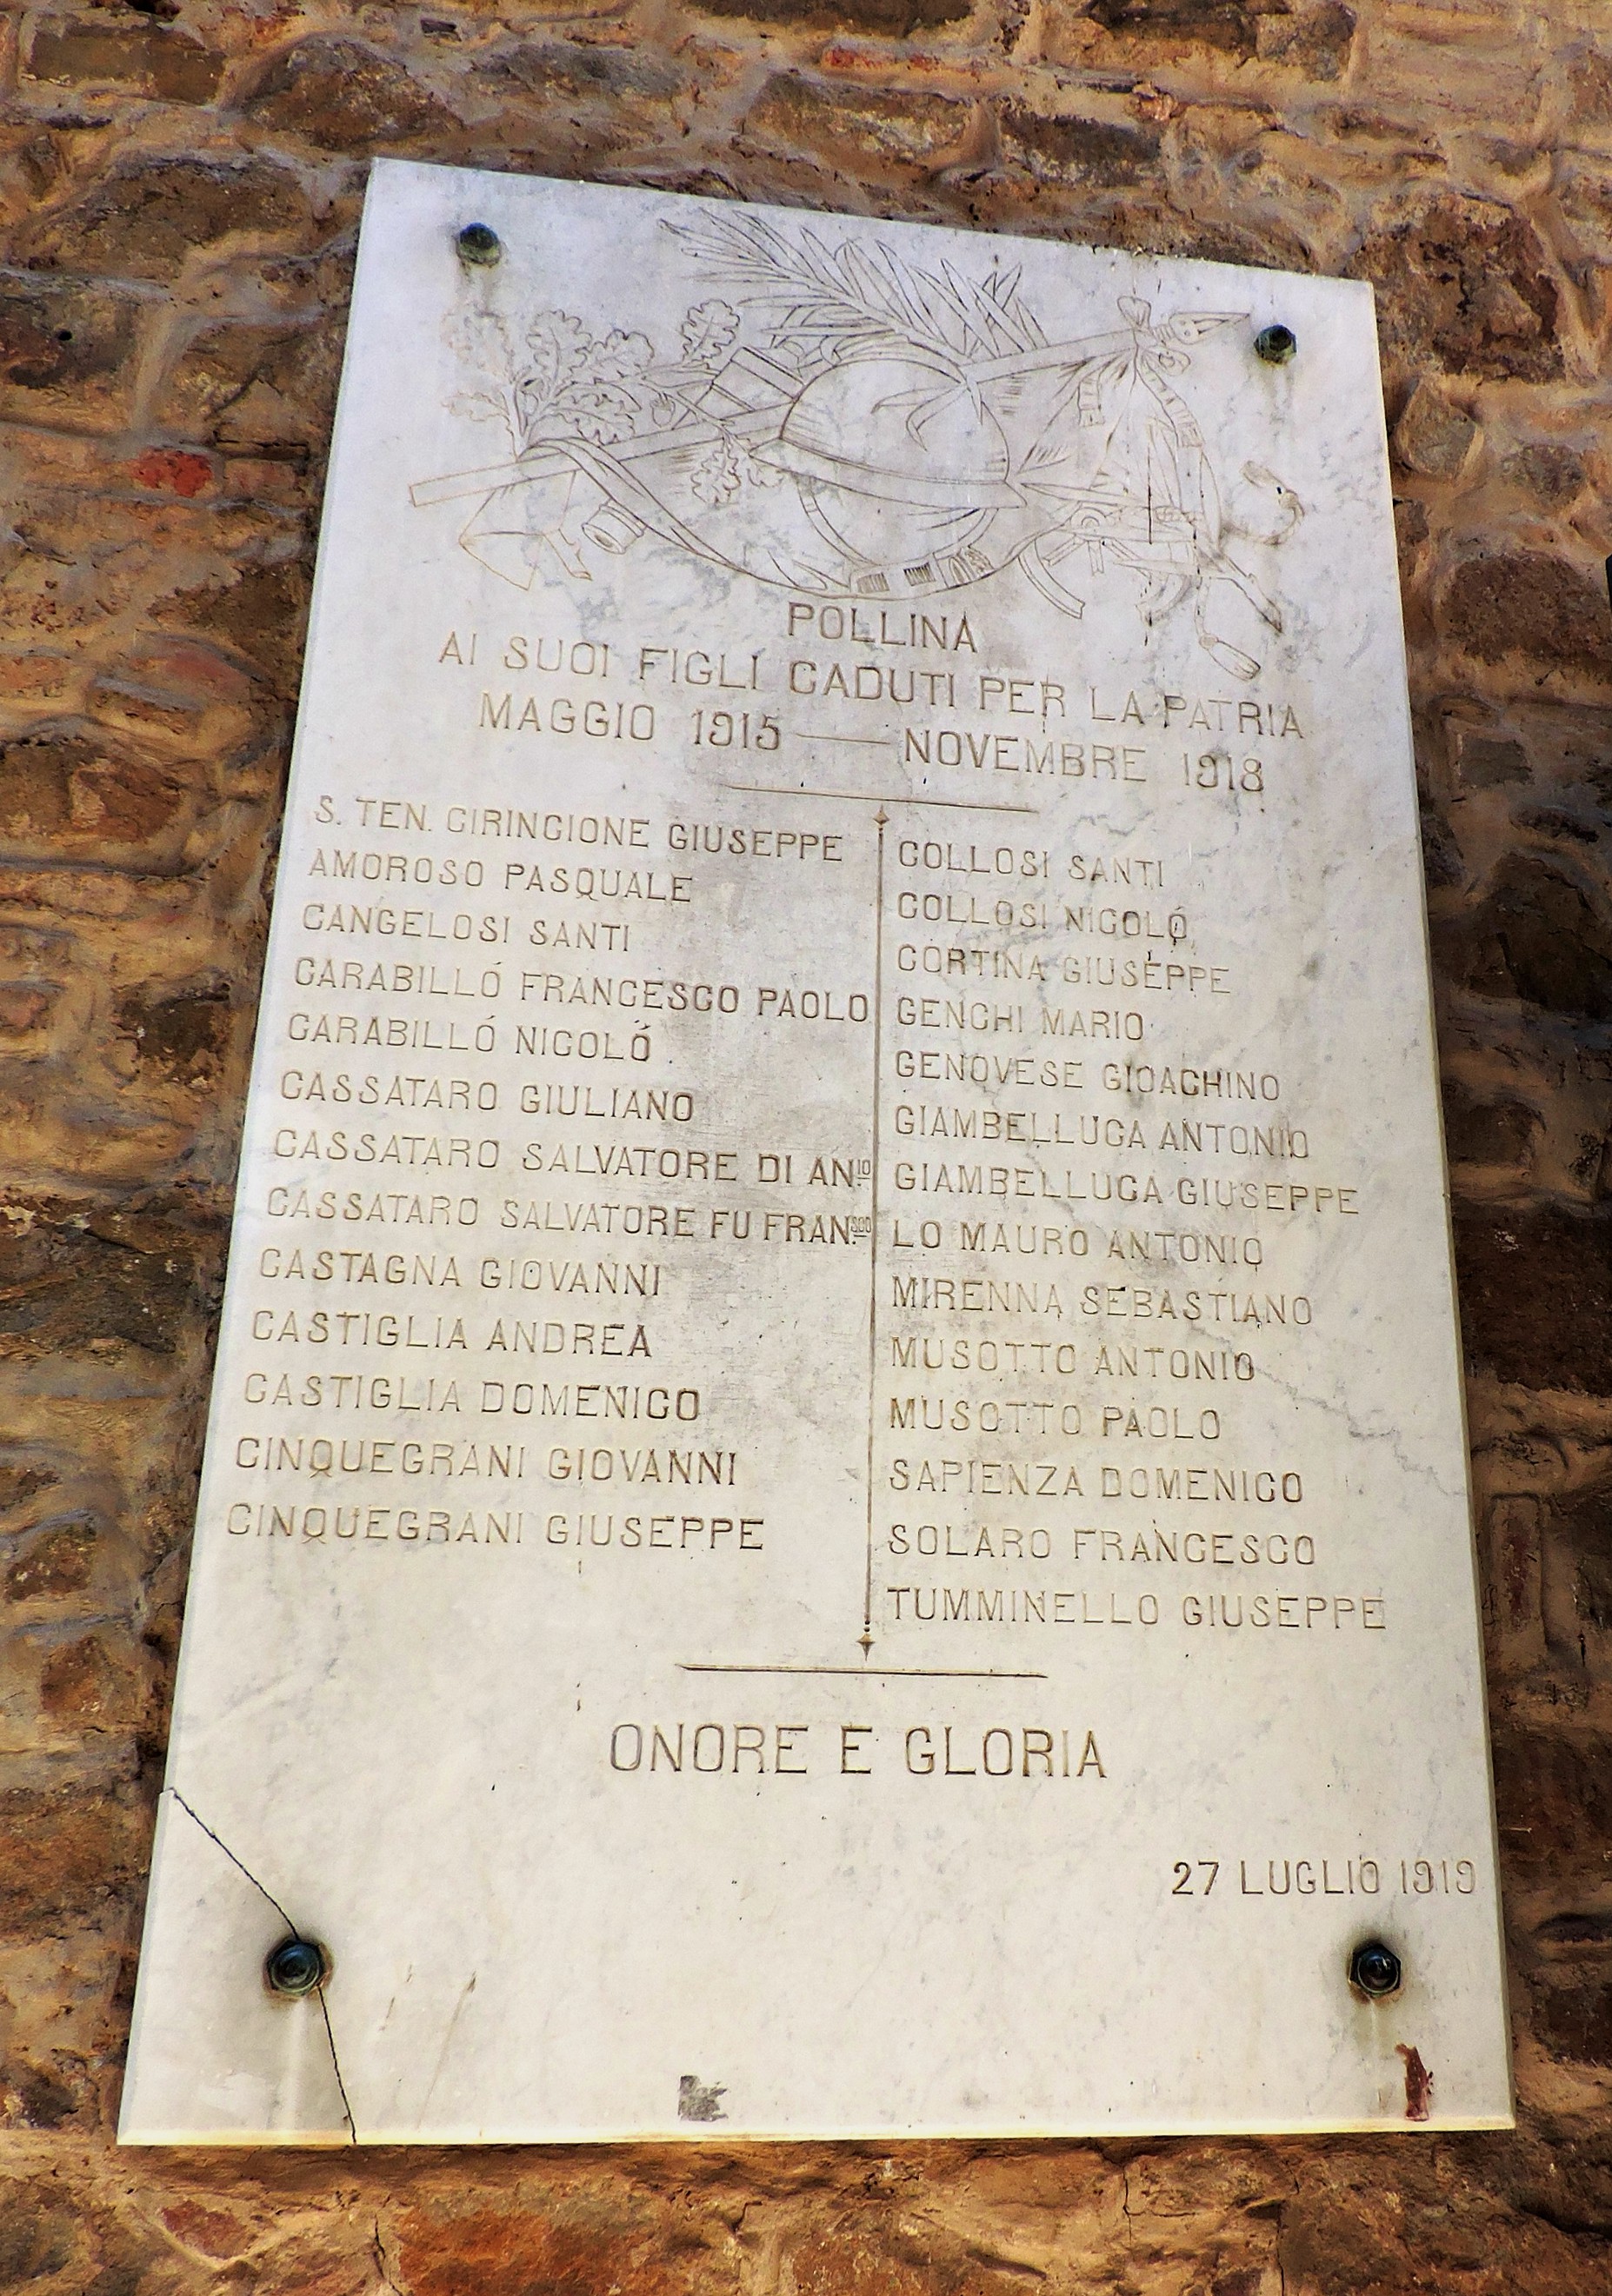 POLLINA
AI SUOI FIGLI CADUTI PER LA PATRIA
MAGGIO 1915 — NOVEMBRE 1918
S. TEN. CIRINCIONE GIUSEPPE
AMOROSO PASQUALE
CANGELOSI SANTI
CARABILLÓ FRANCESCO PAOLO
CARABILLÓ NICOLÓ
CASSATARO GIULIANO
CASSATARO SALVATORE DI AN.IO
CASSATARO SALVATORE FU FRAN.SCO
CASTAGNA GIOVANNI
CASTIGLIA ANDREA
CASTIGLIA DOMENICO
CINQUEGRANI GIOVANNI
CINQUEGRANI GIUSEPPE
COLLOSI SANTI
COLLOSI NICOLÓ
CORTINA GIUSEPPE
GENCHI MARIO
GENOVESE GIOACHINO
GIAMBELLUCA ANTONIO
GIAMBELLUCA GIUSEPPE
LO MAURO ANTONIO
MIRENNA SEBASTIANO
MUSOTTO ANTONIO
MUSOTTO PAOLO
SAPIENZA DOMENICO
SOLARO FRANCESCO
TUMMINELLO GIUSEPPE
ONORE E GLORIA
27 LUGLIO 1919